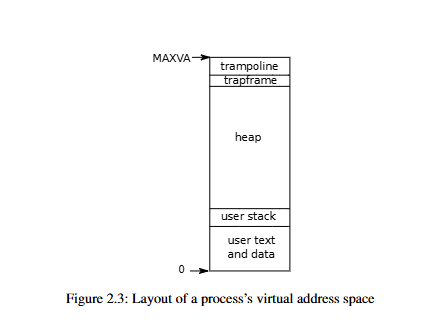 MAXVA
trampoline
trapframe
heap
user stack
user text
and data
0
Figure 2.3: Layout of a process's virtual address space